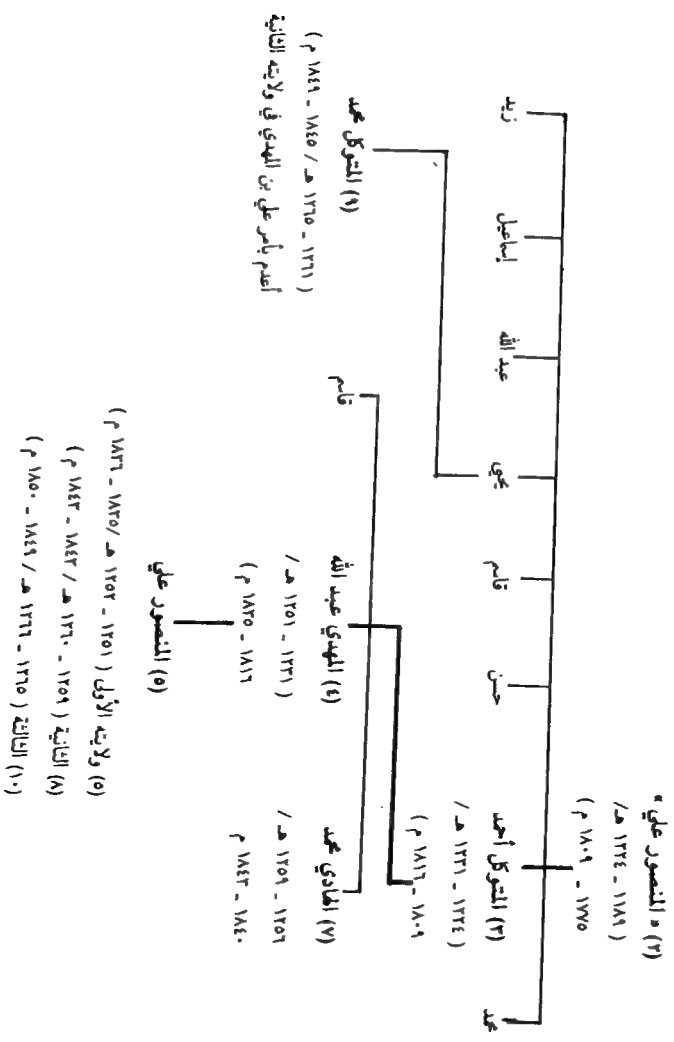 (٢) « المنصور علي »
( ١١٨٩ - ١٢٢٤ هـ /
١٧٧٥ - ١٨٠٩ م )
محمد
(٣) المتوكل أحمد
( ١٢٢٤ - ١٢٣١ هـ /
١٨٠٩ - ١٨١٦ م )
حسن
قاسم
يحيى
عبد الله
إسماعيل
زيد
(٧) الهادي محمد
١٢٥٦ - ١٢٥٩ هـ /
١٨٤٠ - ١٨٤٣ م
(٤) المهدي عبد الله
( ١٢٣١ - ١٢٥١ هـ /
١٨١٦ - ١٨٣٥ م )
قاسم
(٩) المتوكل محمد
( ١٢٦١ - ١٢٦٥ هـ / ١٨٤٥ - ١٨٤٩ م )
أعدم بأمر علي بن المهدي في ولايته الثانية
(٥) المنصور علي
(٥) ولايته الأولى ( ١٢٥١ - ١٢٥٢ هـ / ١٨٣٥ - ١٨٣٦ م )
(٨) الثانية ( ١٢٥٩ - ١٢٦٠ هـ / ١٨٤٣ - ١٨٤٣ م )
(١٠) الثالثة ( ١٢٦٥ - ١٢٦٦ هـ / ١٨٤٩ - ١٨٥٠ م )